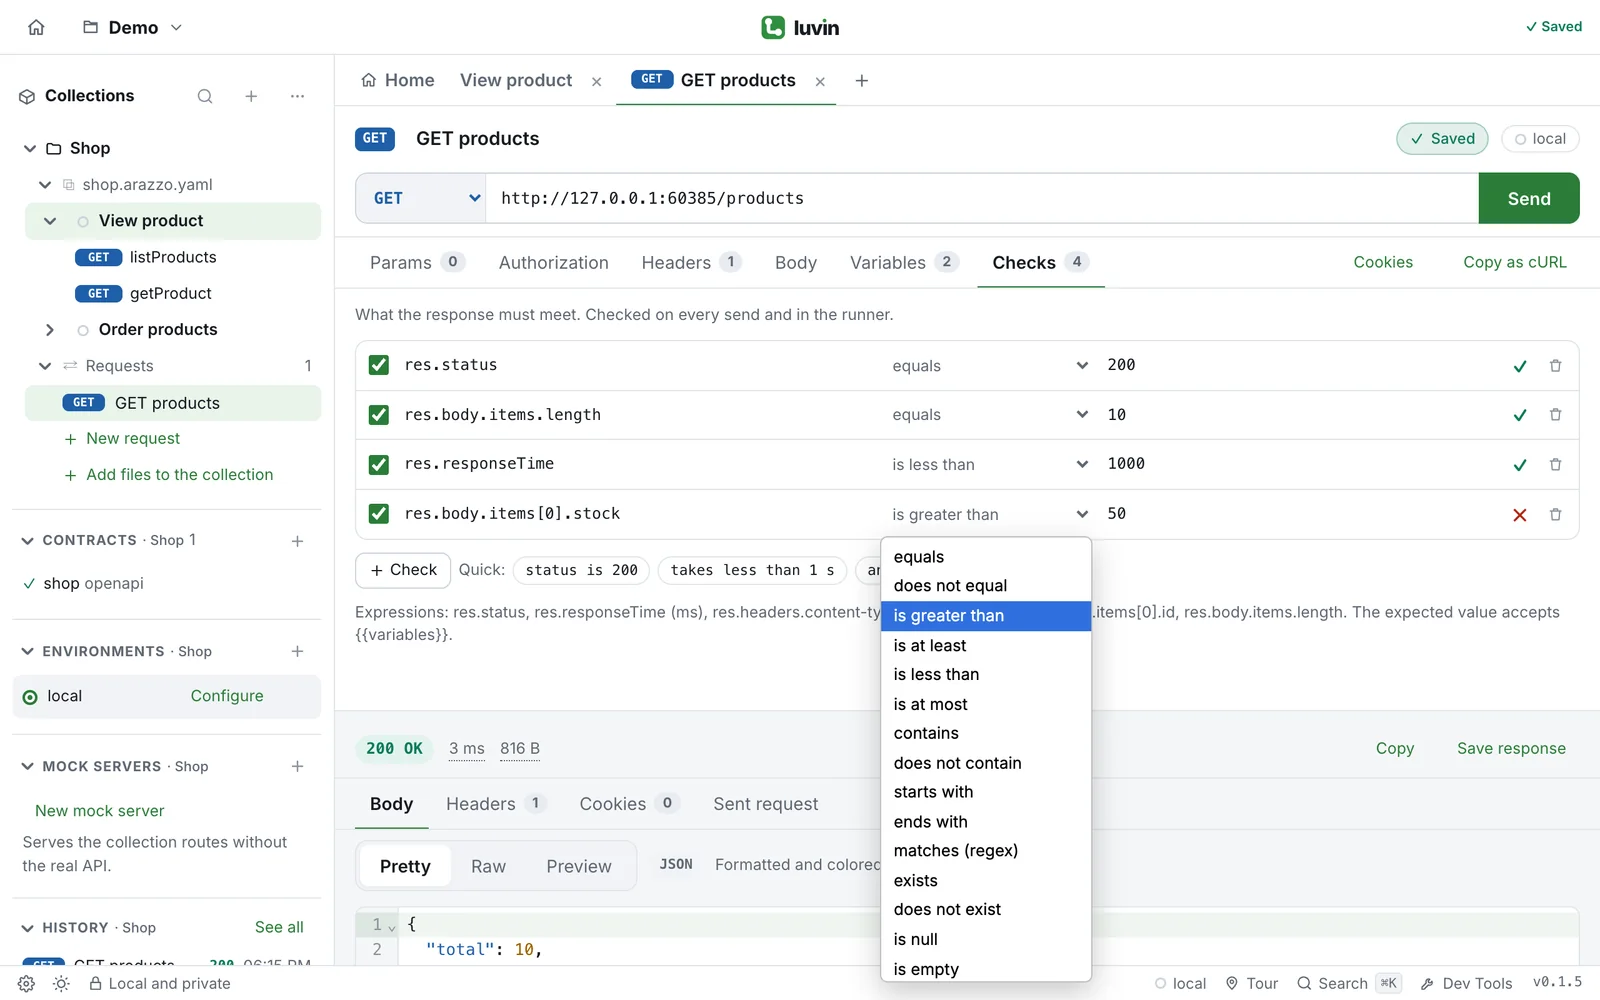 Demo
luvin
Saved
Collections
Home
View product
GET GET products
Shop
shop.arazzo.yaml
View product
GET listProducts
GET getProduct
Order products
Requests 1
GET GET products
New request
Add files to the collection
CONTRACTS · Shop 1
shop openapi
ENVIRONMENTS · Shop
local Configure
MOCK SERVERS · Shop
New mock server
Serves the collection routes without
the real API.
HISTORY · Shop See all
GET products 200 06:15 PM
GET GET products
Saved local
GET http://127.0.0.1:60385/products Send
Params 0 Authorization Headers 1 Body Variables 2 Checks 4 Cookies Copy as cURL
What the response must meet. Checked on every send and in the runner.
res.status equals 200
res.body.items.length equals 10
res.responseTime is less than 1000
res.body.items[0].stock is greater than 50
+ Check Quick: status is 200 takes less than 1 s
Expressions: res.status, res.responseTime (ms), res.headers.content-ty .items[0].id, res.body.items.length. The expected value accepts
{{variables}}.
equals
does not equal
is greater than
is at least
is less than
is at most
contains
does not contain
starts with
ends with
matches (regex)
exists
does not exist
is null
is empty
200 OK 3 ms 816 B Copy Save response
Body Headers 1 Cookies 0 Sent request
Pretty Raw Preview JSON Formatted and colored
1 {
2 "total": 10,
Local and private
local Tour Search ⌘K Dev Tools v0.1.5